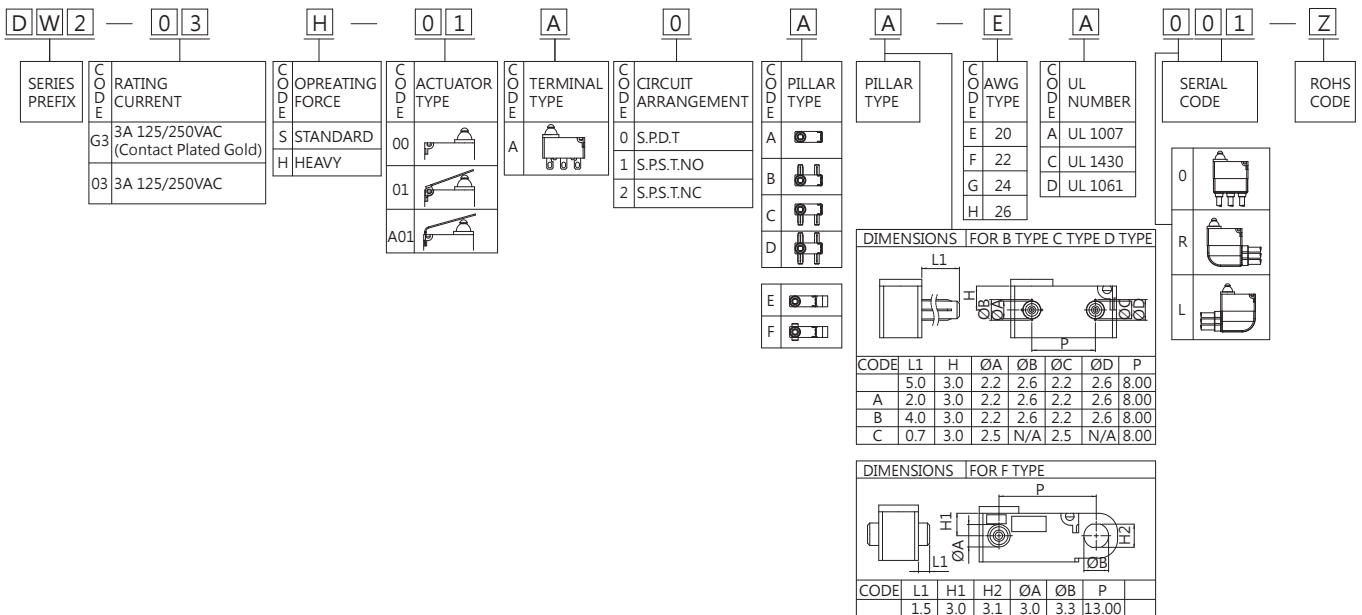 DW2 — 03 H — 01 A 0 A A — E A 001 — Z
SERIES
PREFIX
CODE
RATING
CURRENT
G3 3A 125/250VAC
(Contact Plated Gold)
03 3A 125/250VAC
CODE
OPREATING
FORCE
S STANDARD
H HEAVY
CODE
ACTUATOR
TYPE
00
01
A01
CODE
TERMINAL
TYPE
A
CODE
CIRCUIT
ARRANGEMENT
0 S.P.D.T
1 S.P.S.T.NO
2 S.P.S.T.NC
CODE
PILLAR
TYPE
A
B
C
D
E
F
PILLAR
TYPE
CODE
AWG
TYPE
E 20
F 22
G 24
H 26
CODE
UL
NUMBER
A UL 1007
C UL 1430
D UL 1061
SERIAL
CODE
0
R
L
ROHS
CODE
DIMENSIONS FOR B TYPE C TYPE D TYPE
L1
H
ØB
ØA
ØC
ØD
P
CODE L1 H ØA ØB ØC ØD P
5.0 3.0 2.2 2.6 2.2 2.6 8.00
A 2.0 3.0 2.2 2.6 2.2 2.6 8.00
B 4.0 3.0 2.2 2.6 2.2 2.6 8.00
C 0.7 3.0 2.5 N/A 2.5 N/A 8.00
DIMENSIONS FOR F TYPE
P
H1
ØA
H2
L1
ØB
CODE L1 H1 H2 ØA ØB P
1.5 3.0 3.1 3.0 3.3 13.00